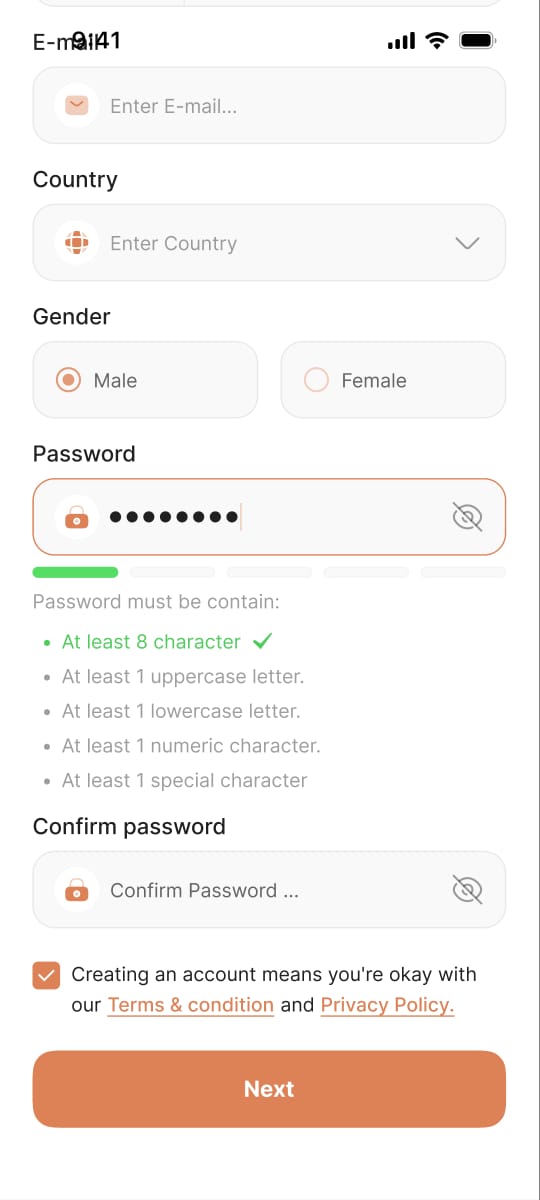 E-mail
9:41
Enter E-mail...
Country
Enter Country
Gender
Male
Female
Password
Password must be contain:
At least 8 character
At least 1 uppercase letter.
At least 1 lowercase letter.
At least 1 numeric character.
At least 1 special character
Confirm password
Confirm Password ...
Creating an account means you're okay with
our Terms & condition and Privacy Policy.
Next